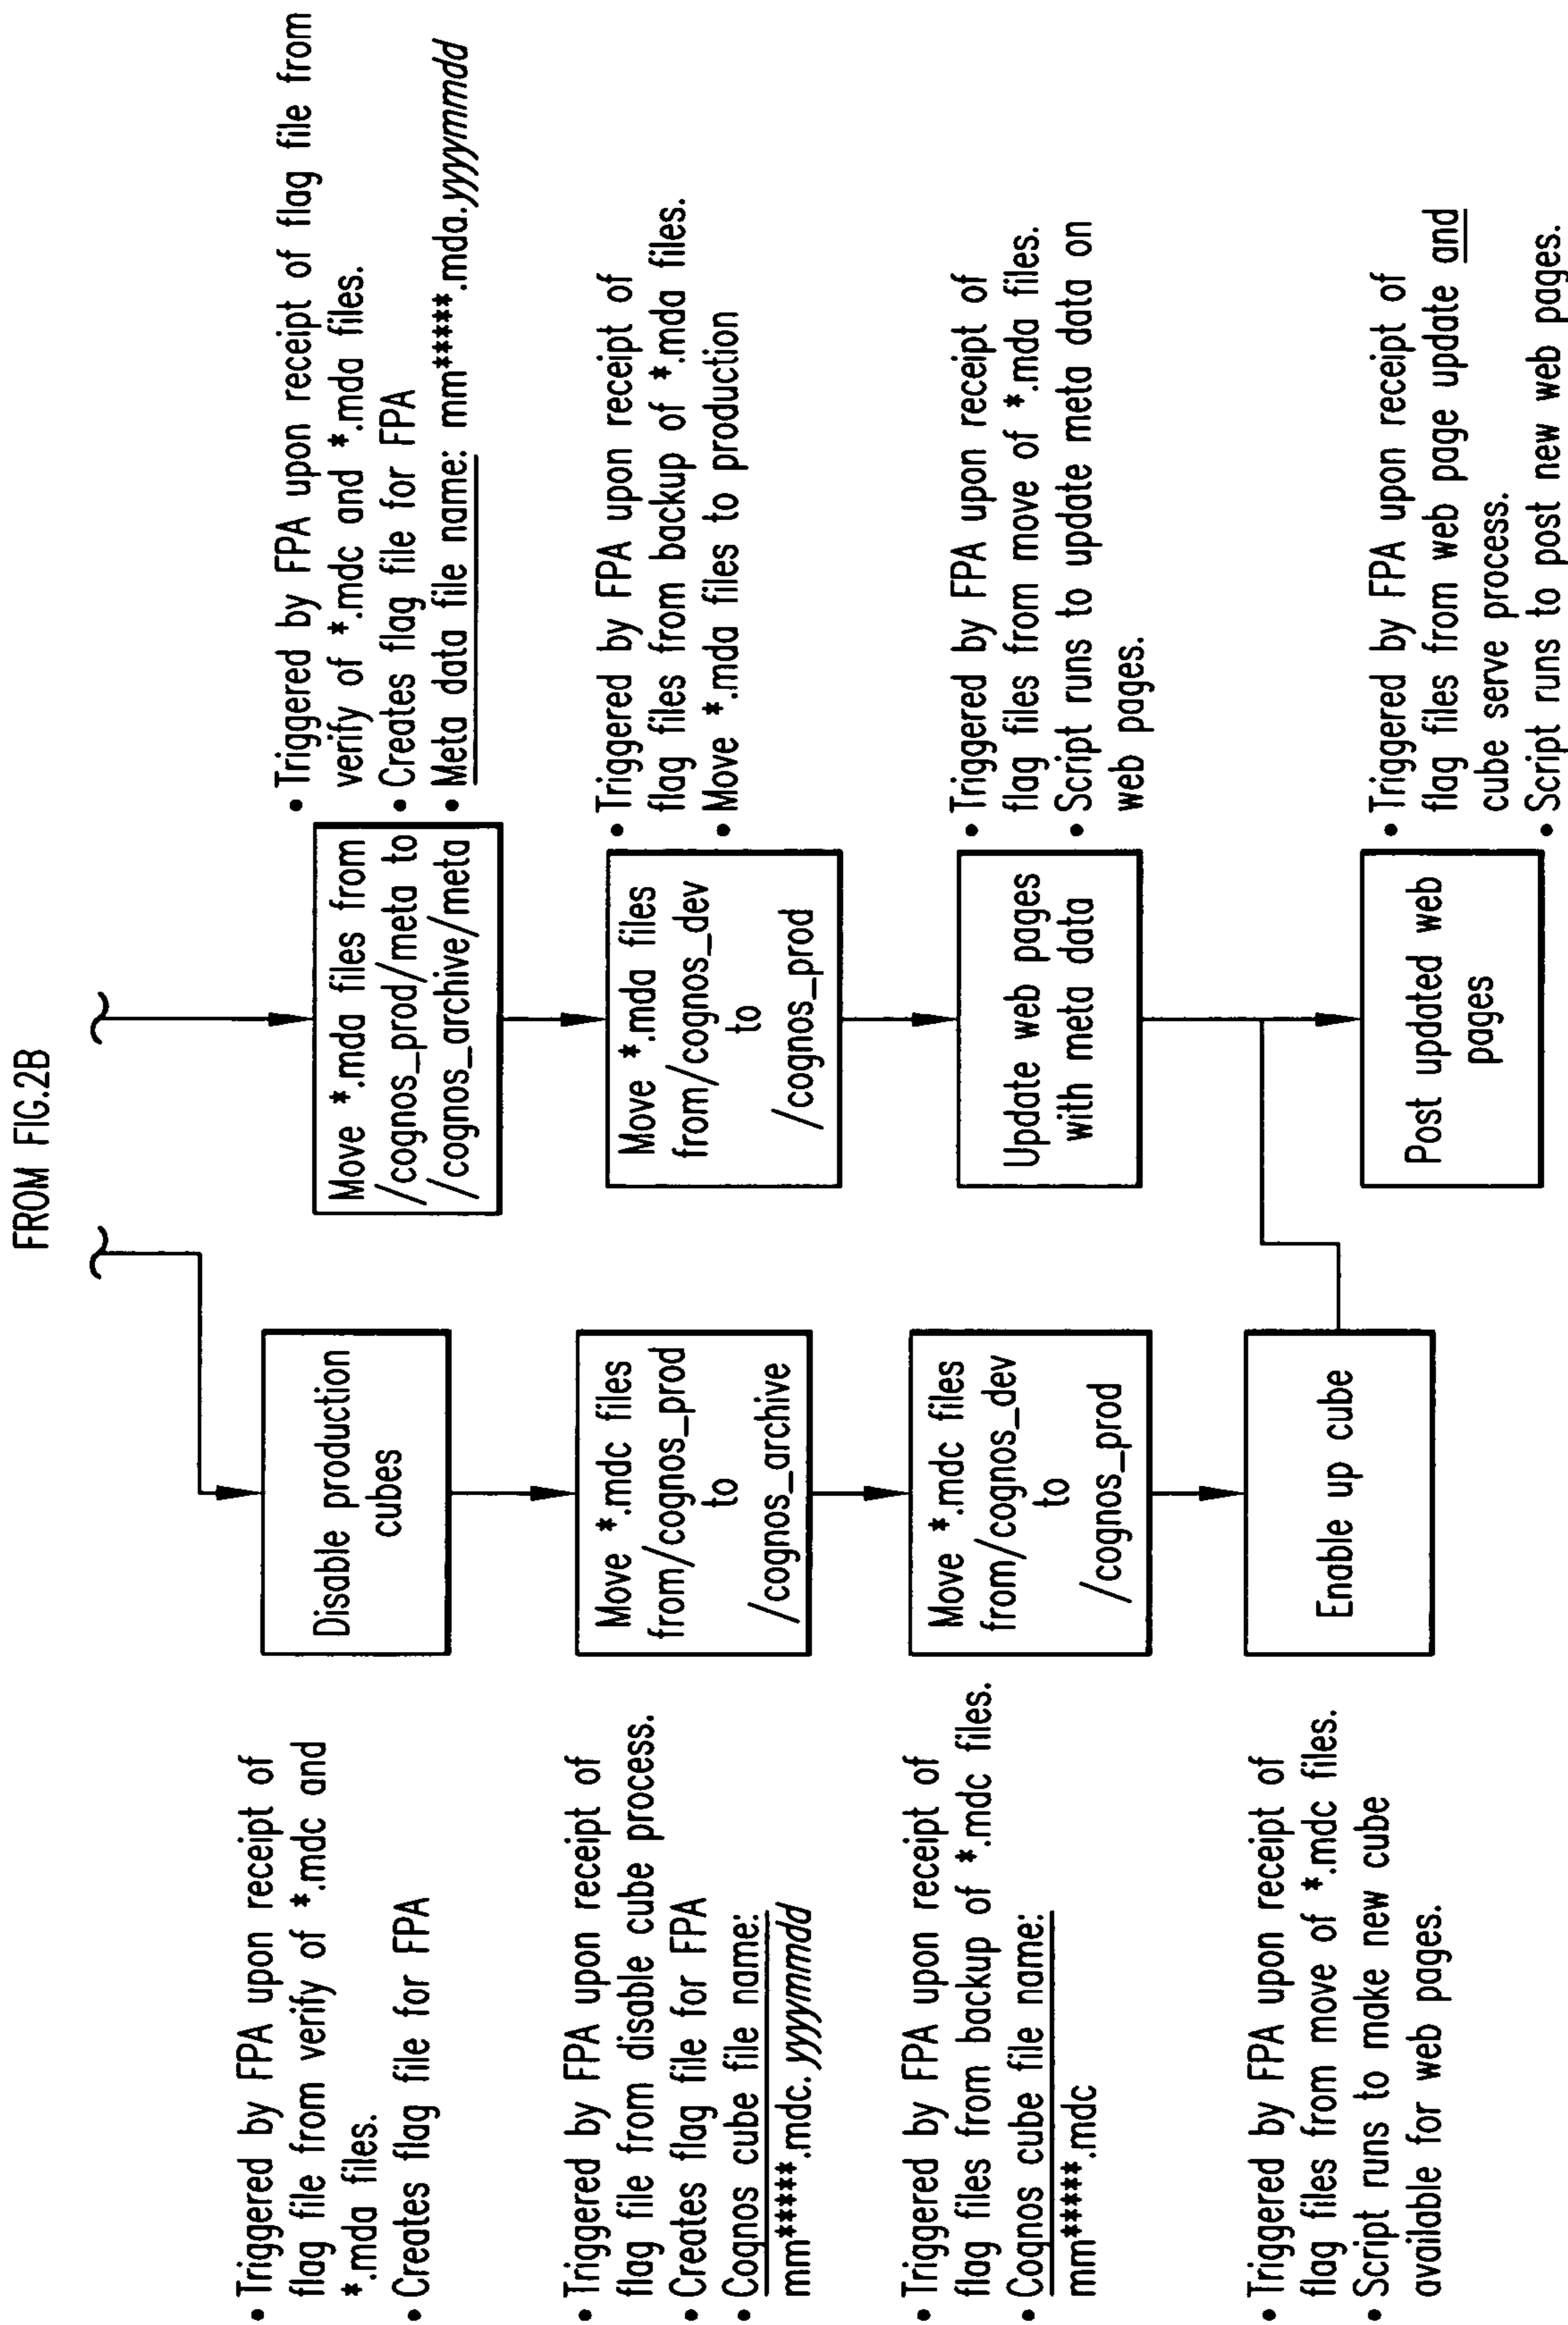 FROM FIG.2B
• Triggered by FPA upon receipt of
flag file from verify of *.mdc and
*.mda files.
• Creates flag file for FPA
Disable production
cubes
• Triggered by FPA upon receipt of
flag file from disable cube process.
• Creates flag file for FPA
• Cognos cube file name:
mm*****.mdc.yyyymmdd
Move *.mdc files
from/cognos_prod
to
/cognos_archive
• Triggered by FPA upon receipt of
flag files from backup of *.mdc files.
• Cognos cube file name:
mm*****.mdc
Move *.mdc files
from/cognos_dev
to
/cognos_prod
• Triggered by FPA upon receipt of
flag files from move of *.mdc files.
• Script runs to make new cube
available for web pages.
Enable up cube
Move *.mda files from
/cognos_prod/meta to
/cognos_archive/meta
• Triggered by FPA upon receipt of flag file from
verify of *.mdc and *.mda files.
• Creates flag file for FPA
• Meta data file name: mm*****.mda.yyyymmdd
Move *.mda files
from/cognos_dev
to
/cognos_prod
• Triggered by FPA upon receipt of
flag files from backup of *.mda files.
• Move *.mda files to production
Update web pages
with meta data
• Triggered by FPA upon receipt of
flag files from move of *.mda files.
• Script runs to update meta data on
web pages.
Post updated web
pages
• Triggered by FPA upon receipt of
flag files from web page update and
cube serve process.
• Script runs to post new web pages.